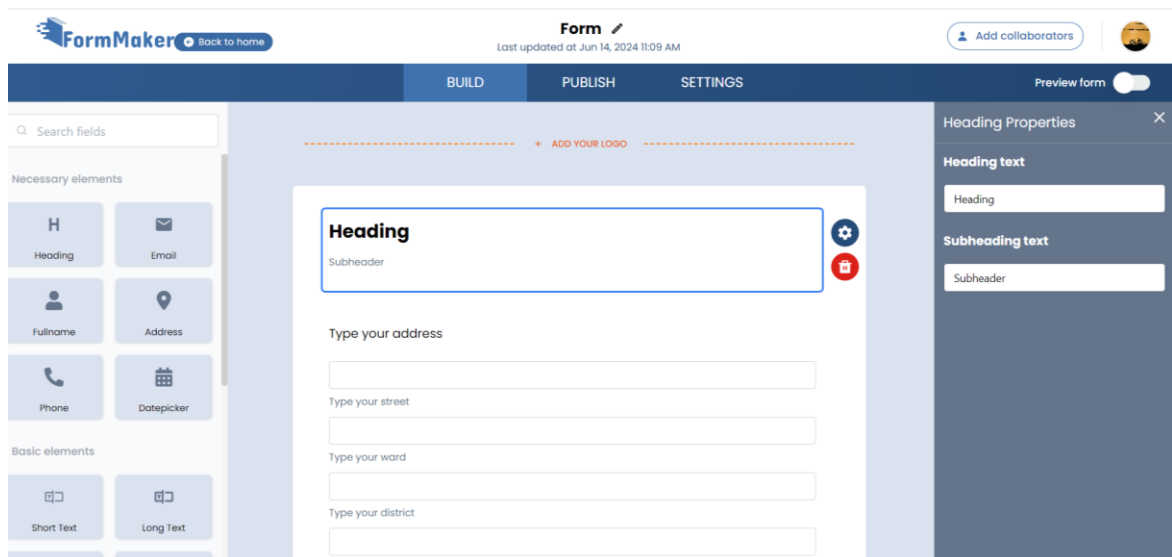 FormMaker
Back to home
Form
Last updated at Jun 14, 2024 11:09 AM
Add collaborators
BUILD
PUBLISH
SETTINGS
Preview form
Search fields
Necessary elements
H
Heading
Email
Fullname
Address
Phone
Datepicker
Basic elements
Short Text
Long Text
+ ADD YOUR LOGO
Heading
Subheader
Type your address
Type your street
Type your ward
Type your district
Heading Properties
Heading text
Heading
Subheading text
Subheader